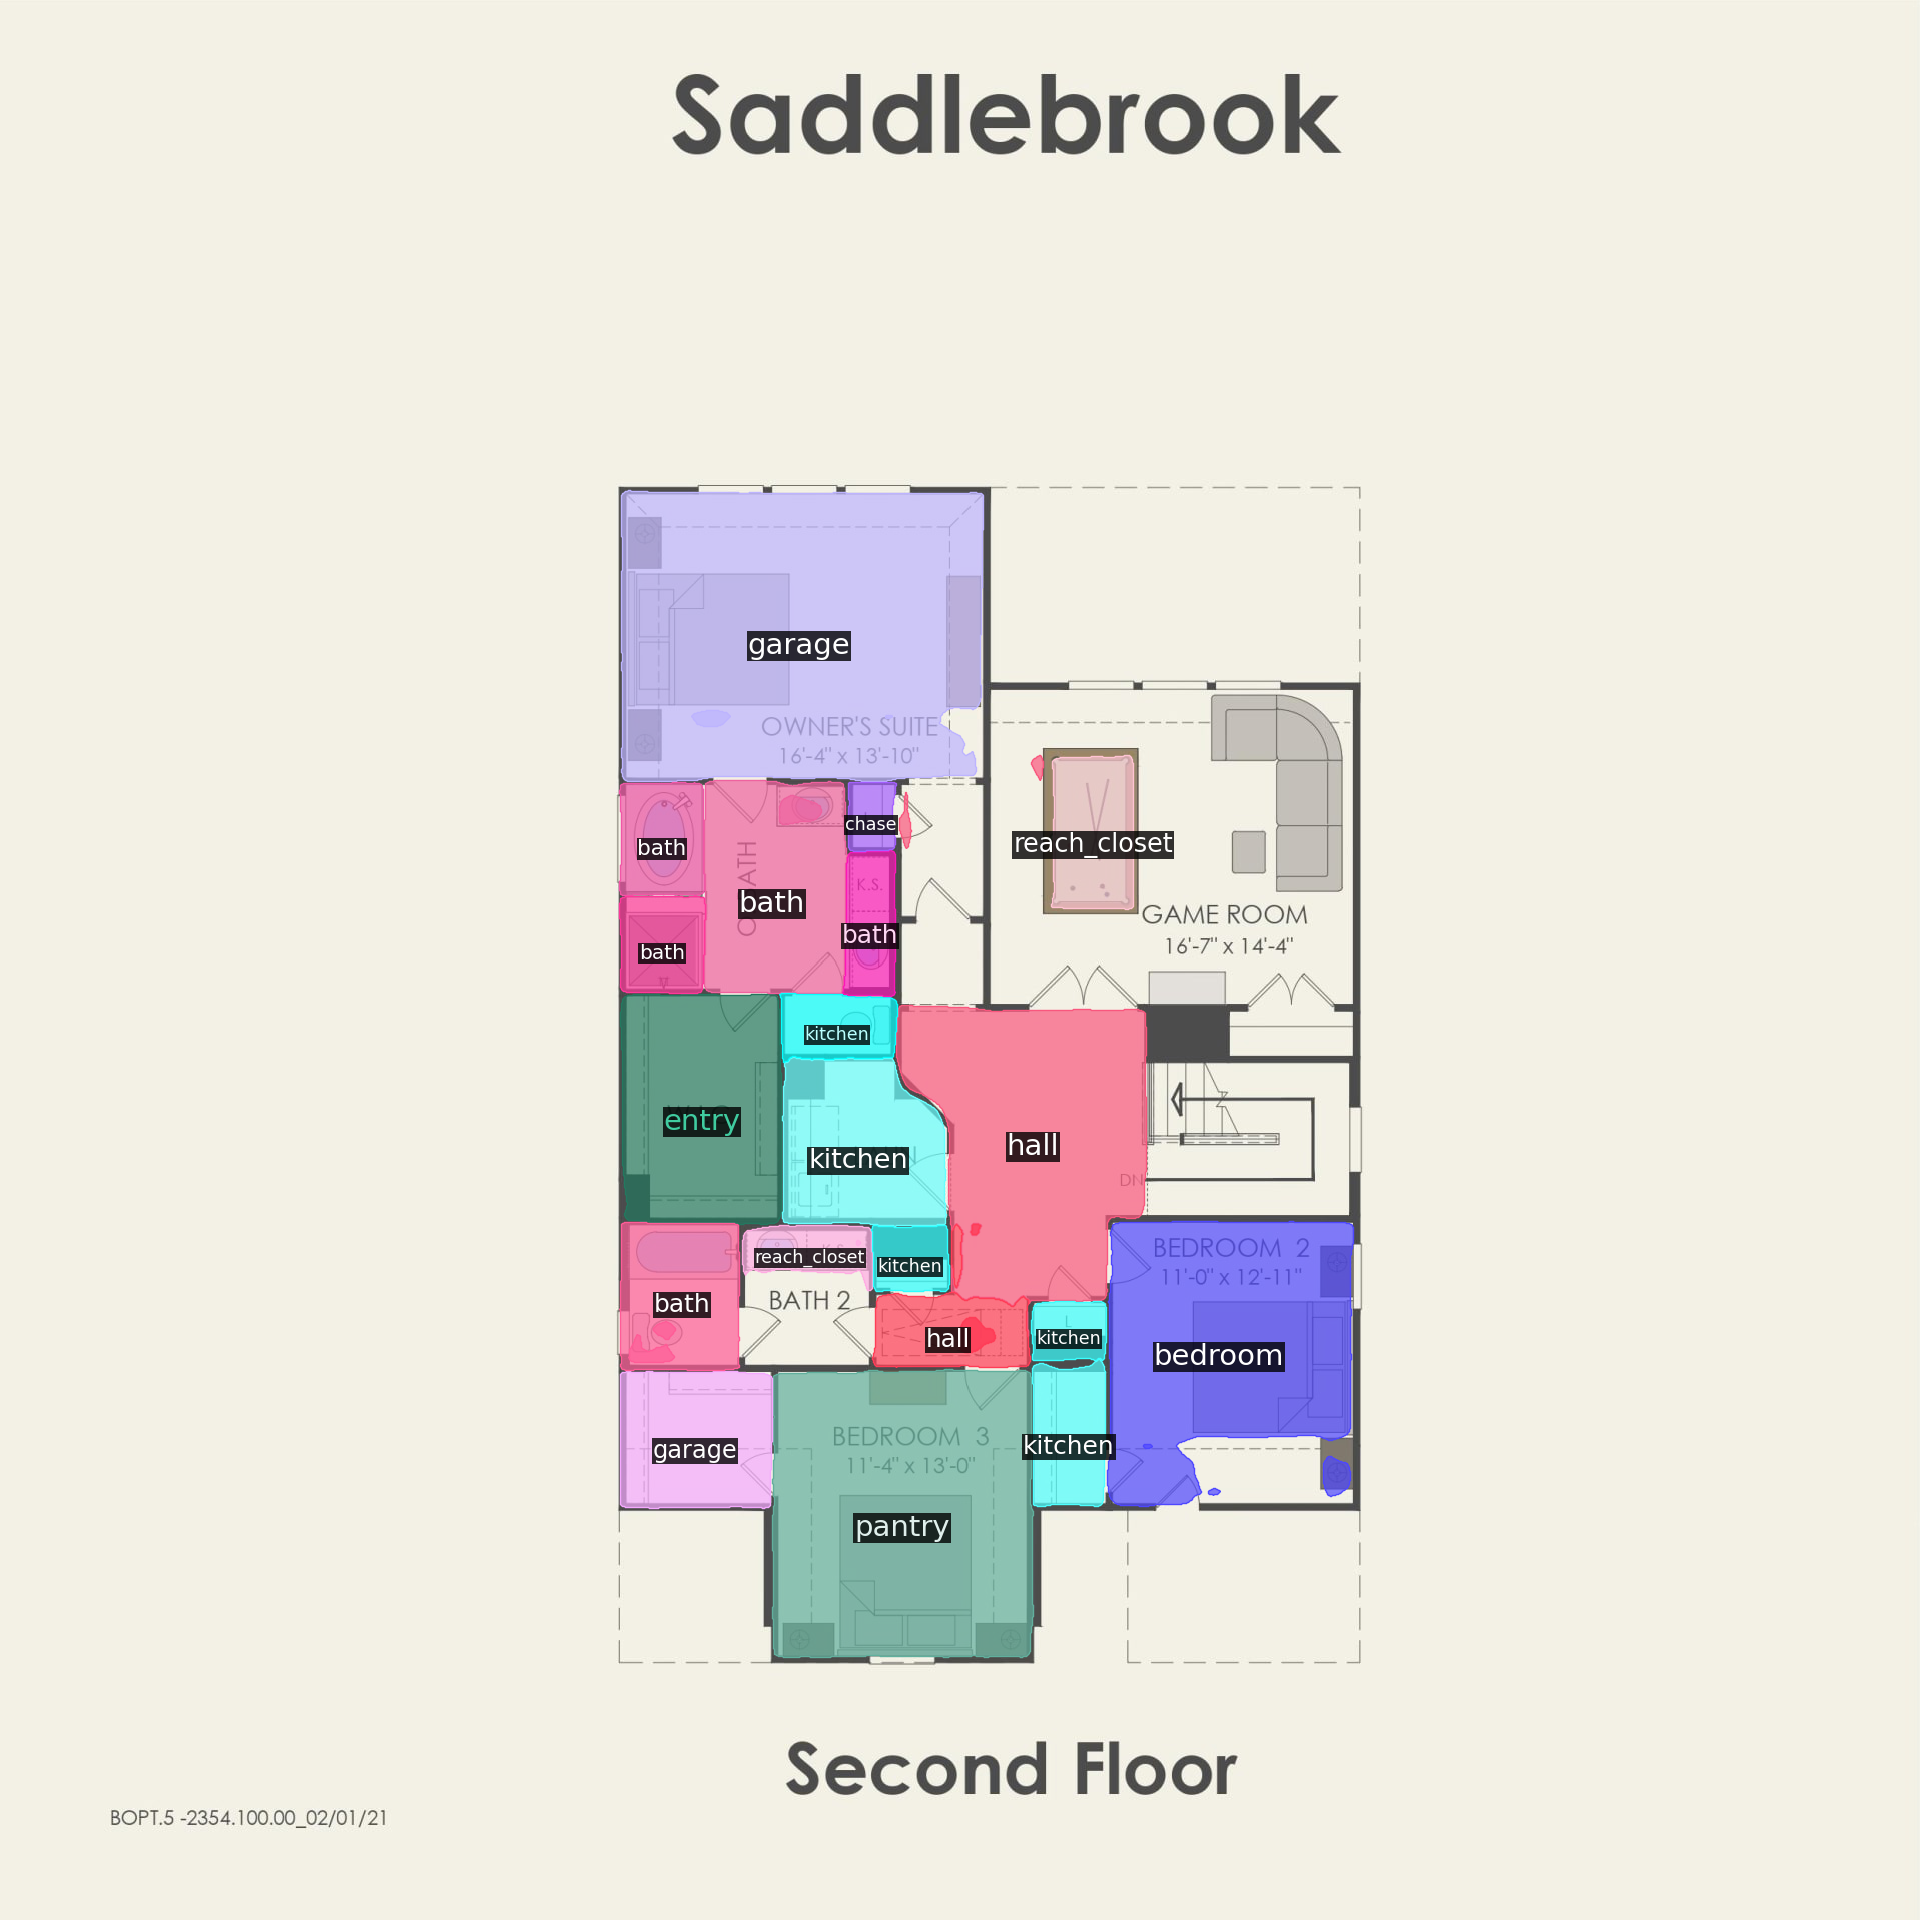 Saddlebrook
garage
OWNER'S SUITE
16'-4" x 13'-10"
chase
bath
reach_closet
K.S.
bath
GAME ROOM
bath
16'-7" x 14'-4"
bath
kitchen
entry
hall
kitchen
DN
BEDROOM 2
reach_closet
kitchen
11'-0" x 12'-11"
bath
BATH 2
L
hall
kitchen
bedroom
BEDROOM 3
garage
kitchen
11'-4" x 13'-0"
pantry
Second Floor
BOPT.5 -2354.100.00_02/01/21